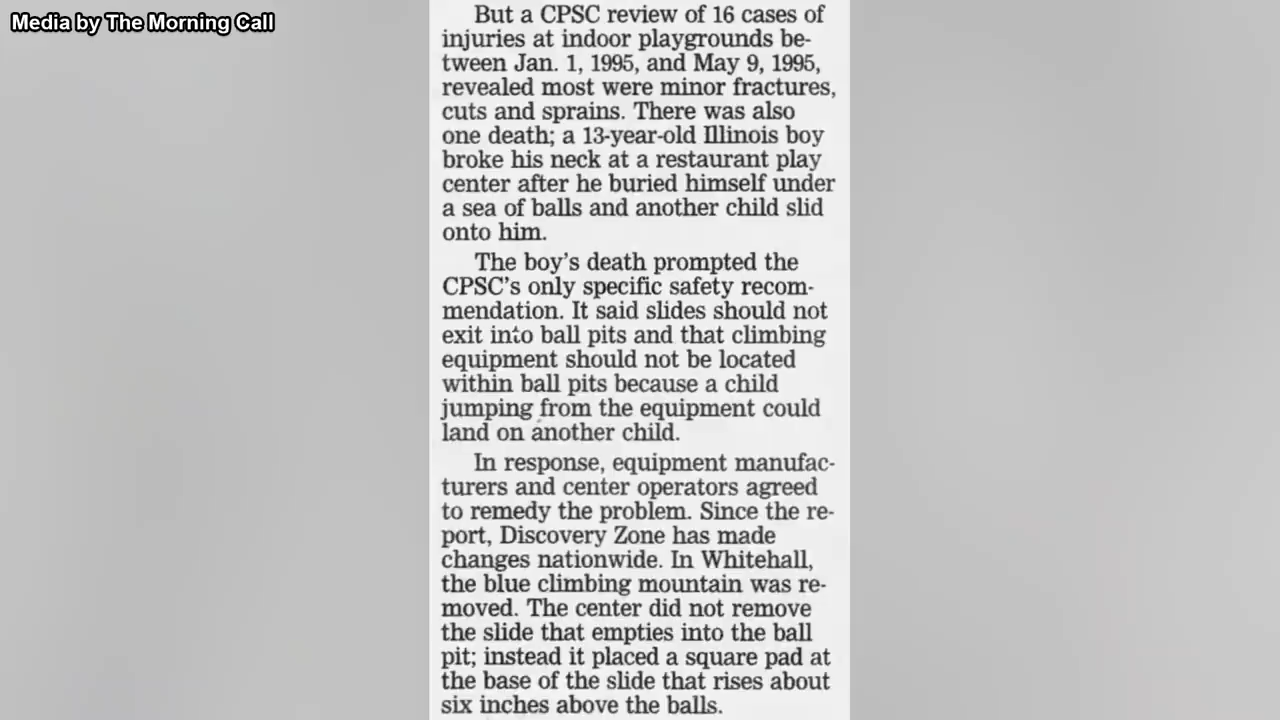 Media by The Morning Call
But a CPSC review of 16 cases of
injuries at indoor playgrounds be-
tween Jan. 1, 1995, and May 9, 1995,
revealed most were minor fractures,
cuts and sprains. There was also
one death; a 13-year-old Illinois boy
broke his neck at a restaurant play
center after he buried himself under
a sea of balls and another child slid
onto him.
The boy's death prompted the
CPSC's only specific safety recom-
mendation. It said slides should not
exit into ball pits and that climbing
equipment should not be located
within ball pits because a child
jumping from the equipment could
land on another child.
In response, equipment manufac-
turers and center operators agreed
to remedy the problem. Since the re-
port, Discovery Zone has made
changes nationwide. In Whitehall,
the blue climbing mountain was re-
moved. The center did not remove
the slide that empties into the ball
pit; instead it placed a square pad at
the base of the slide that rises about
six inches above the balls.